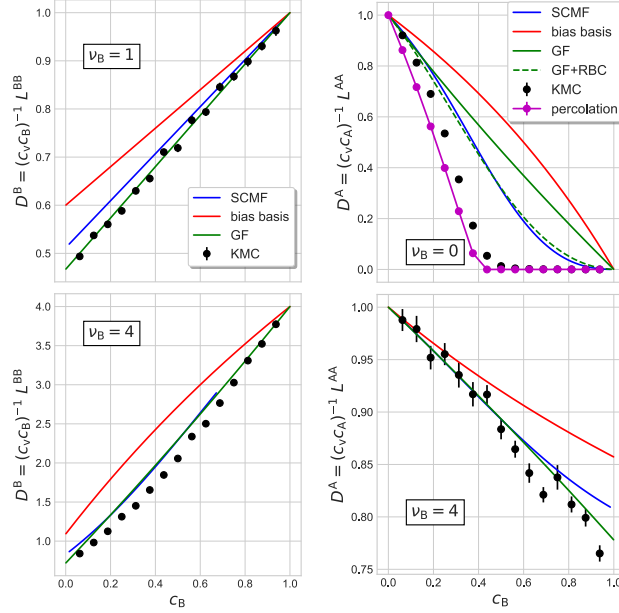 D^B = (c_V c_B)^{-1} L^{BB}
1.0
0.9
0.8
0.7
0.6
0.5
ν_B = 1
SCMF
bias basis
GF
KMC
D^A = (c_V c_A)^{-1} L^{AA}
1.0
0.8
0.6
0.4
0.2
0.0
SCMF
bias basis
GF
GF+RBC
KMC
percolation
ν_B = 0
D^B = (c_V c_B)^{-1} L^{BB}
4.0
3.0
2.5
2.0
1.5
1.0
ν_B = 4
0.0 0.2 0.4 0.6 0.8 1.0
c_B
D^A = (c_V c_A)^{-1} L^{AA}
1.00
0.95
0.90
0.85
0.80
0.75
ν_B = 4
0.0 0.2 0.4 0.6 0.8 1.0
c_B